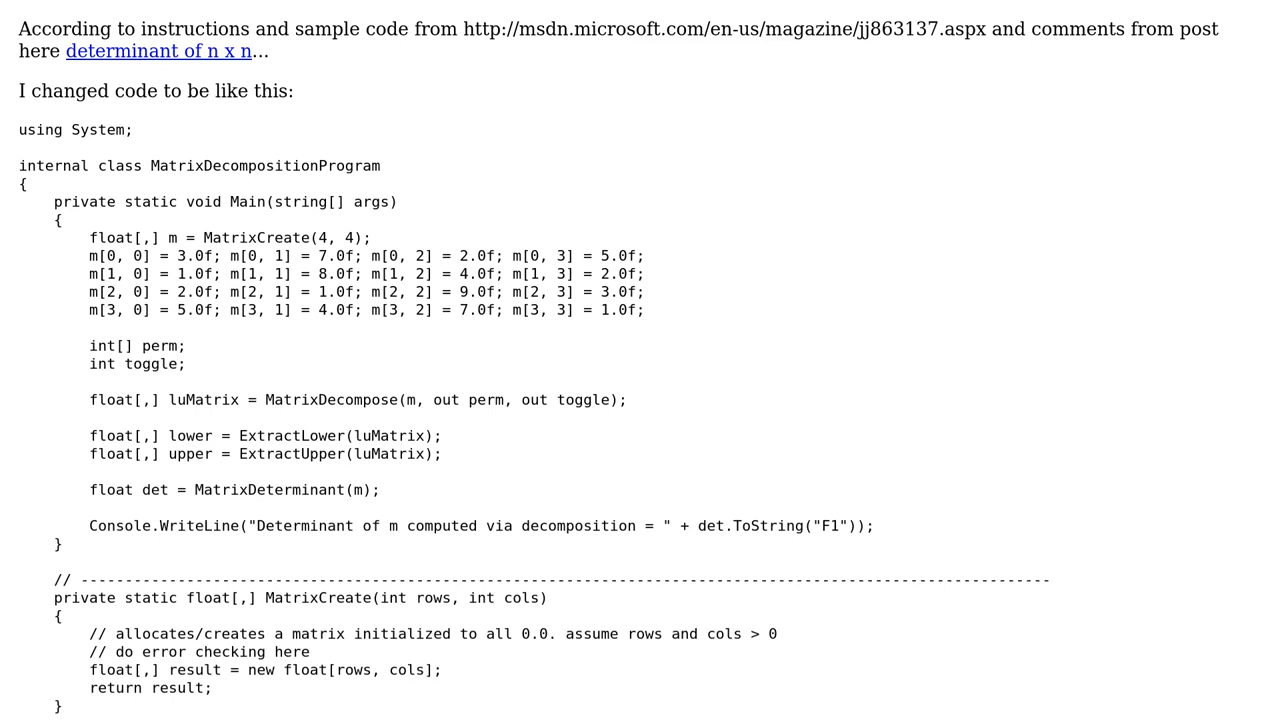 According to instructions and sample code from http://msdn.microsoft.com/en-us/magazine/jj863137.aspx and comments from post
here determinant of n x n...
I changed code to be like this:
using System;
internal class MatrixDecompositionProgram
{
    private static void Main(string[] args)
    {
        float[,] m = MatrixCreate(4, 4);
        m[0, 0] = 3.0f; m[0, 1] = 7.0f; m[0, 2] = 2.0f; m[0, 3] = 5.0f;
        m[1, 0] = 1.0f; m[1, 1] = 8.0f; m[1, 2] = 4.0f; m[1, 3] = 2.0f;
        m[2, 0] = 2.0f; m[2, 1] = 1.0f; m[2, 2] = 9.0f; m[2, 3] = 3.0f;
        m[3, 0] = 5.0f; m[3, 1] = 4.0f; m[3, 2] = 7.0f; m[3, 3] = 1.0f;
        int[] perm;
        int toggle;
        float[,] luMatrix = MatrixDecompose(m, out perm, out toggle);
        float[,] lower = ExtractLower(luMatrix);
        float[,] upper = ExtractUpper(luMatrix);
        float det = MatrixDeterminant(m);
        Console.WriteLine("Determinant of m computed via decomposition = " + det.ToString("F1"));
    }
    // --------------------------------------------------------------------------------------------------------------
    private static float[,] MatrixCreate(int rows, int cols)
    {
        // allocates/creates a matrix initialized to all 0.0. assume rows and cols > 0
        // do error checking here
        float[,] result = new float[rows, cols];
        return result;
    }